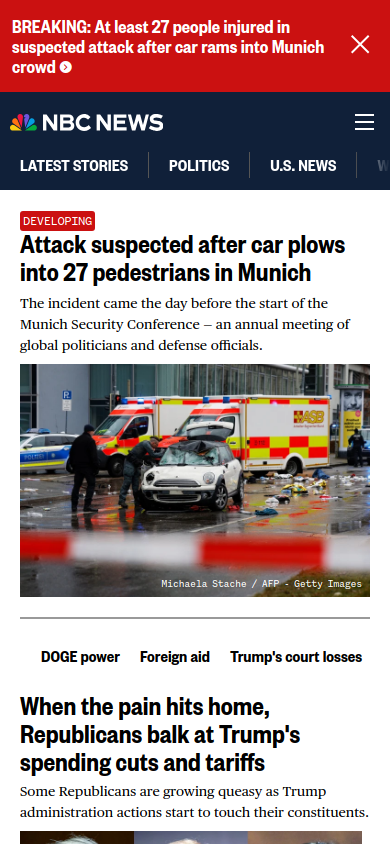 BREAKING: At least 27 people injured in
suspected attack after car rams into Munich
crowd
NBC NEWS
LATEST STORIES
POLITICS
U.S. NEWS
W
DEVELOPING
Attack suspected after car plows
into 27 pedestrians in Munich
The incident came the day before the start of the
Munich Security Conference — an annual meeting of
global politicians and defense officials.
P
POLIZEI
ASB
Michaela Stache / AFP - Getty Images
DOGE power
Foreign aid
Trump's court losses
When the pain hits home,
Republicans balk at Trump's
spending cuts and tariffs
Some Republicans are growing queasy as Trump
administration actions start to touch their constituents.